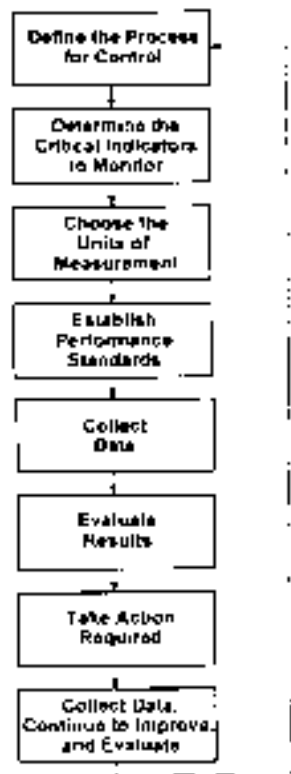 Define the Process
for Control
Determine the
Critical Indicators
to Monitor
Choose the
Units of
Measurement
Establish
Performance
Standards
Collect
Data
Evaluate
Results
Take Action
Required
Collect Data,
Continue to Improve,
and Evaluate